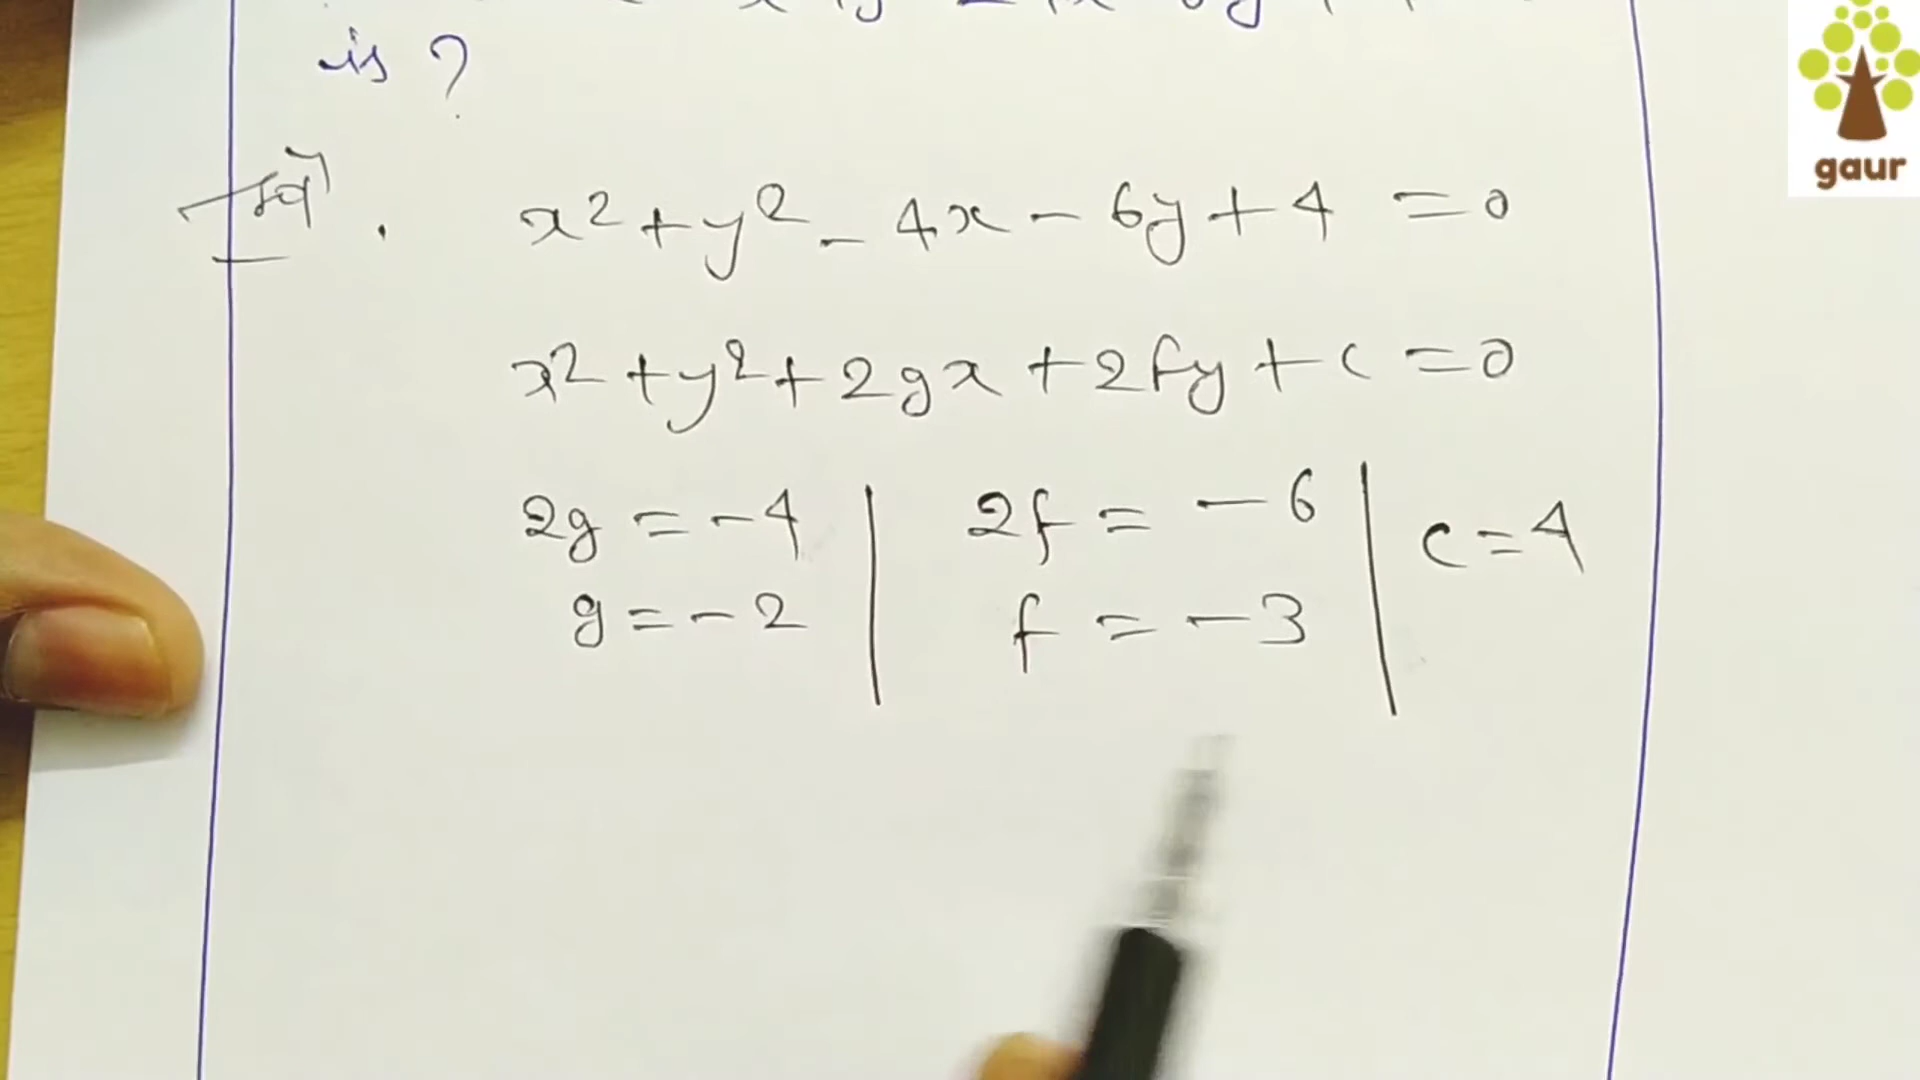 is ?
gaur
x² + y² - 4x - 6y + 4 = 0
x² + y² + 2gx + 2fy + c = 0
2g = -4 | 2f = -6 | c = 4
g = -2 | f = -3